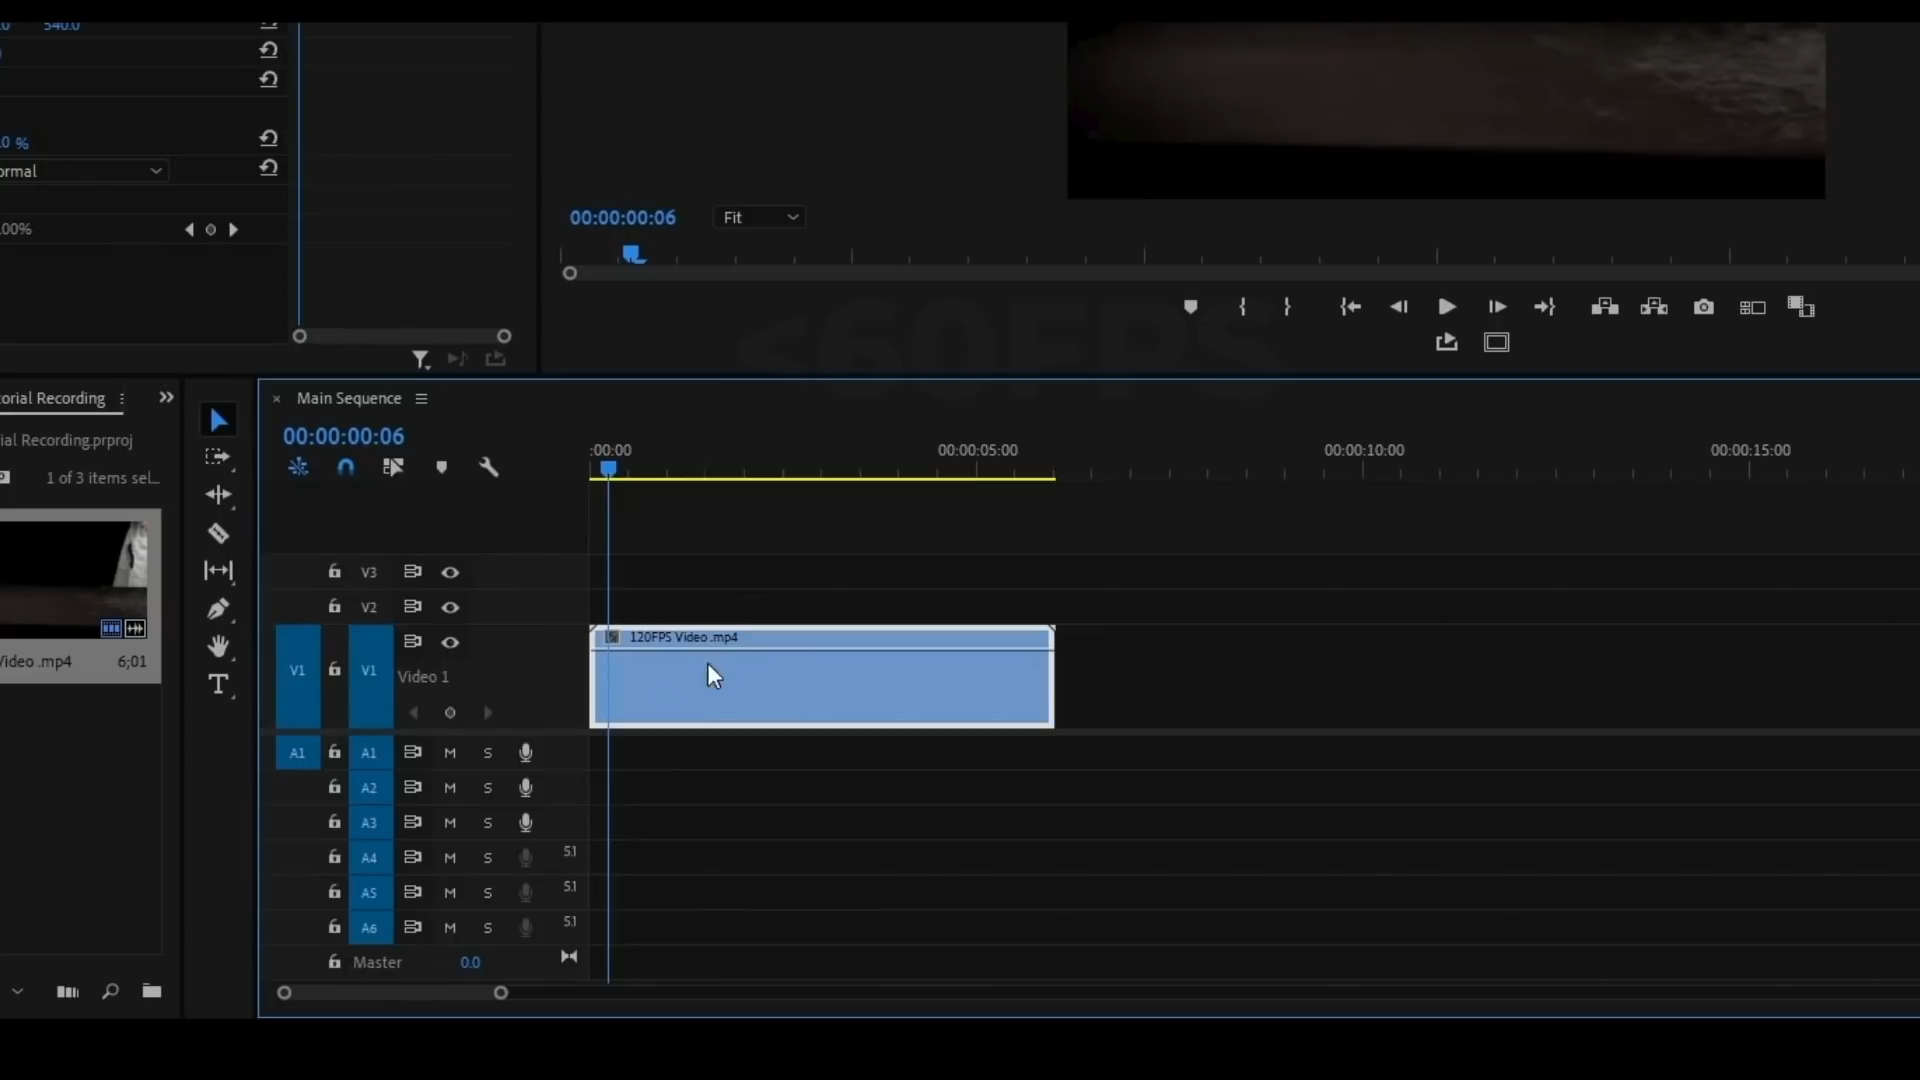 540.0
0 %
ormal
00%
00:00:00:06
Fit
<60FPS
orial Recording
ial Recording.prproj
1 of 3 items sel...
Video .mp4
6;01
Main Sequence
00:00:00:06
:00:00
00:00:05:00
00:00:10:00
00:00:15:00
V3
V2
V1
V1
Video 1
120FPS Video .mp4
A1
A1
M
S
A2
M
S
A3
M
S
A4
M
S
5.1
A5
M
S
5.1
A6
M
S
5.1
Master
0.0